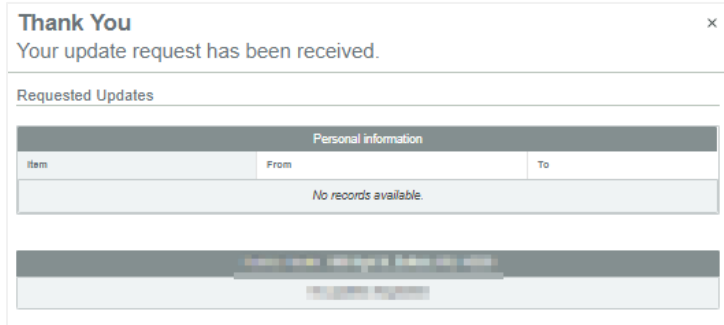 Thank You
×
Your update request has been received.
Requested Updates
Personal information
Item From To
No records available.